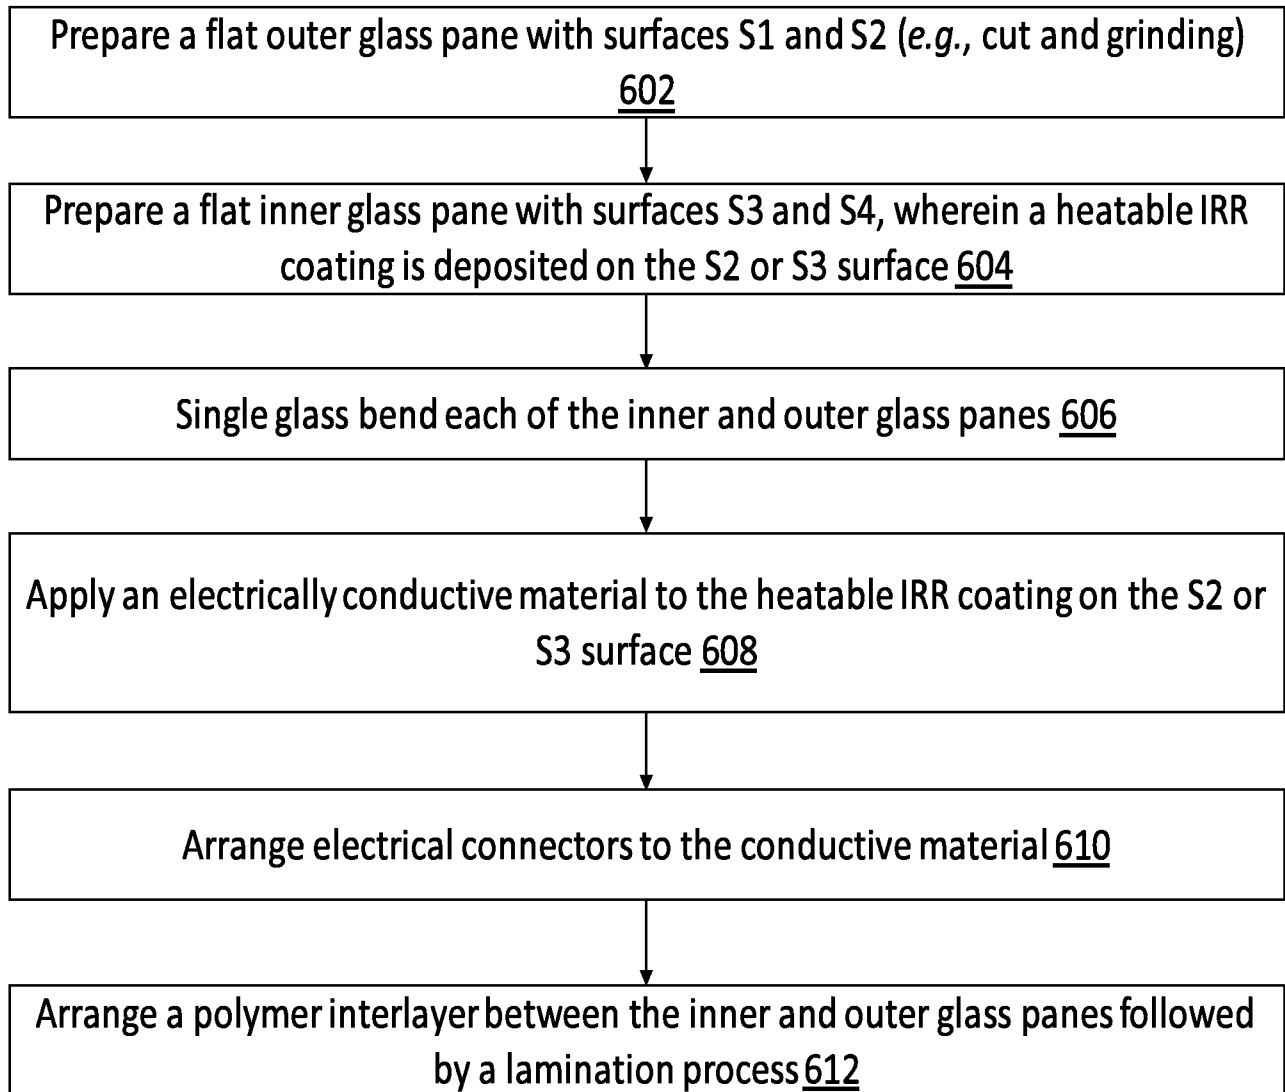 Prepare a flat outer glass pane with surfaces S1 and S2 (e.g., cut and grinding)
602
Prepare a flat inner glass pane with surfaces S3 and S4, wherein a heatable IRR
coating is deposited on the S2 or S3 surface 604
Single glass bend each of the inner and outer glass panes 606
Apply an electrically conductive material to the heatable IRR coating on the S2 or
S3 surface 608
Arrange electrical connectors to the conductive material 610
Arrange a polymer interlayer between the inner and outer glass panes followed
by a lamination process 612